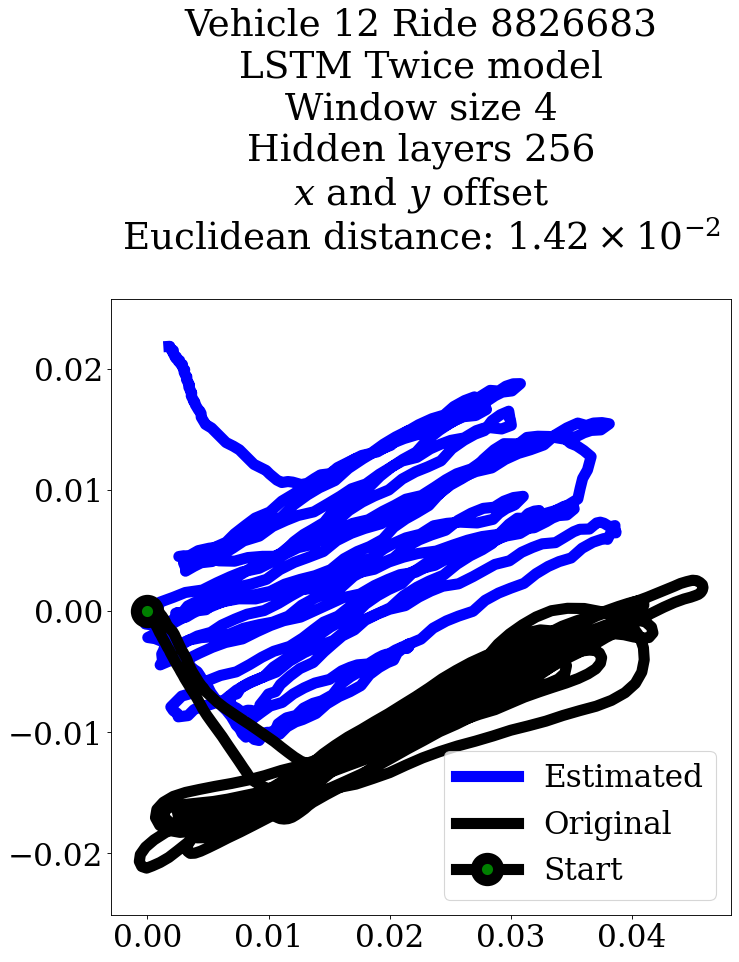 Vehicle 12 Ride 8826683
LSTM Twice model
Window size 4
Hidden layers 256
x and y offset
Euclidean distance: 1.42 × 10⁻²
0.02
0.01
0.00
−0.01
−0.02
Estimated
Original
Start
0.00 0.01 0.02 0.03 0.04